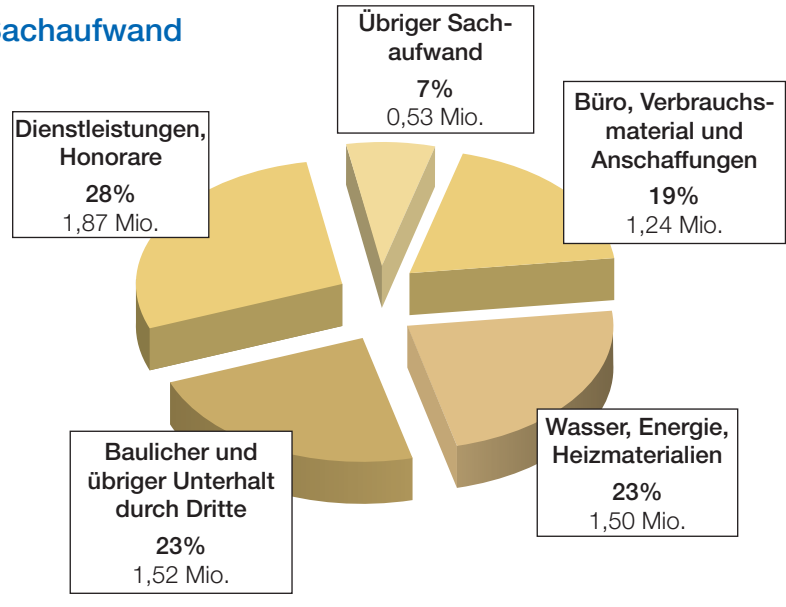 Sachaufwand
Übriger Sach-
aufwand
7%
0,53 Mio.
Büro, Verbrauchs-
material und
Anschaffungen
19%
1,24 Mio.
Dienstleistungen,
Honorare
28%
1,87 Mio.
Wasser, Energie,
Heizmaterialien
23%
1,50 Mio.
Baulicher und
übriger Unterhalt
durch Dritte
23%
1,52 Mio.